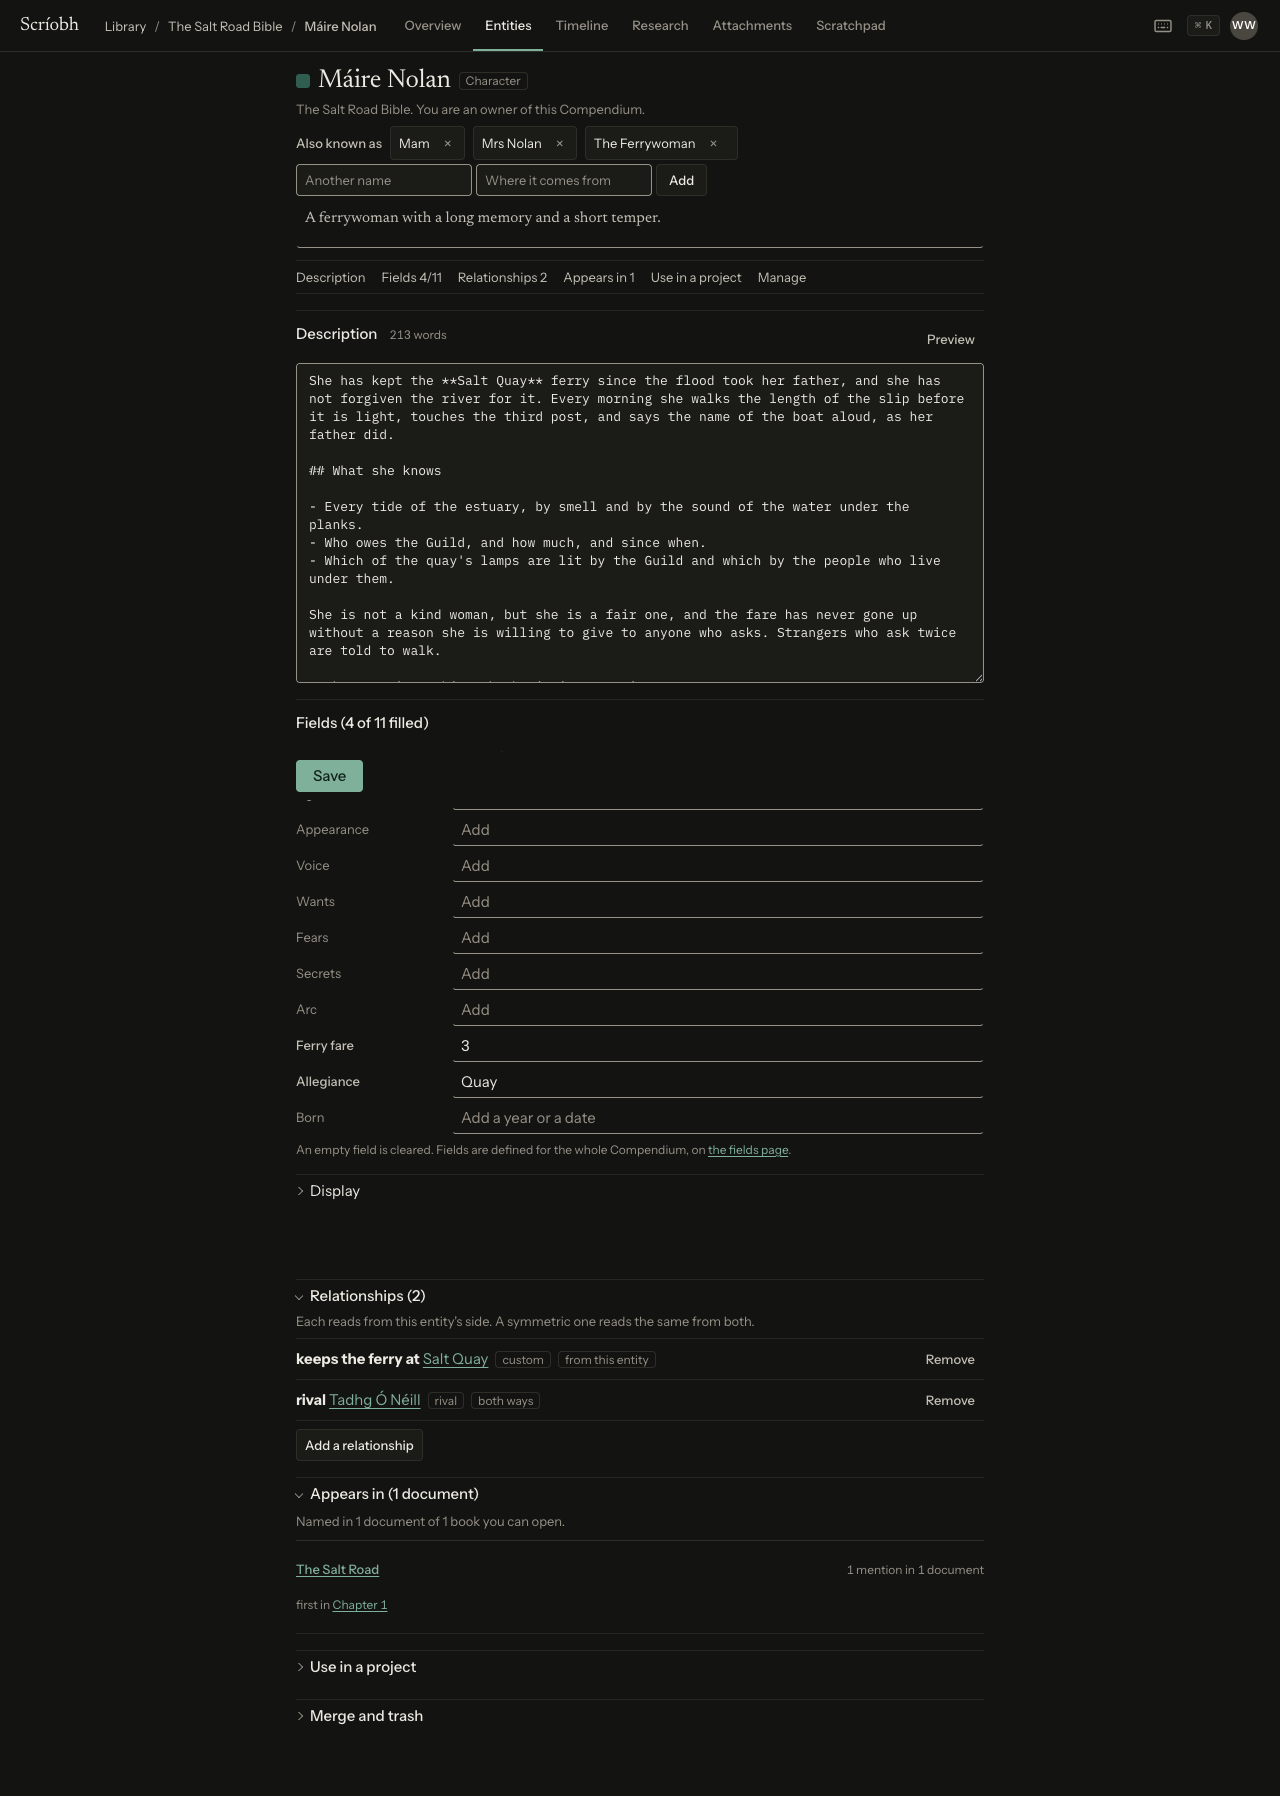 Scríobh
Library / The Salt Road Bible / Máire Nolan
Overview Entities Timeline Research Attachments Scratchpad
⌘ K
WW
Máire Nolan Character
The Salt Road Bible. You are an owner of this Compendium.
Also known as Mam × Mrs Nolan × The Ferrywoman ×
Another name Where it comes from Add
A ferrywoman with a long memory and a short temper.
Description Fields 4/11 Relationships 2 Appears in 1 Use in a project Manage
Description 213 words
Preview
She has kept the **Salt Quay** ferry since the flood took her father, and she has
not forgiven the river for it. Every morning she walks the length of the slip before
it is light, touches the third post, and says the name of the boat aloud, as her
father did.
## What she knows
- Every tide of the estuary, by smell and by the sound of the water under the
planks.
- Who owes the Guild, and how much, and since when.
- Which of the quay's lamps are lit by the Guild and which by the people who live
under them.
She is not a kind woman, but she is a fair one, and the fare has never gone up
without a reason she is willing to give to anyone who asks. Strangers who ask twice
are told to walk.
Fields (4 of 11 filled)
Save
Appearance Add
Voice Add
Wants Add
Fears Add
Secrets Add
Arc Add
Ferry fare 3
Allegiance Quay
Born Add a year or a date
An empty field is cleared. Fields are defined for the whole Compendium, on the fields page.
Display
Relationships (2)
Each reads from this entity's side. A symmetric one reads the same from both.
keeps the ferry at Salt Quay custom from this entity Remove
rival Tadhg Ó Néill rival both ways Remove
Add a relationship
Appears in (1 document)
Named in 1 document of 1 book you can open.
The Salt Road 1 mention in 1 document
first in Chapter 1
Use in a project
Merge and trash